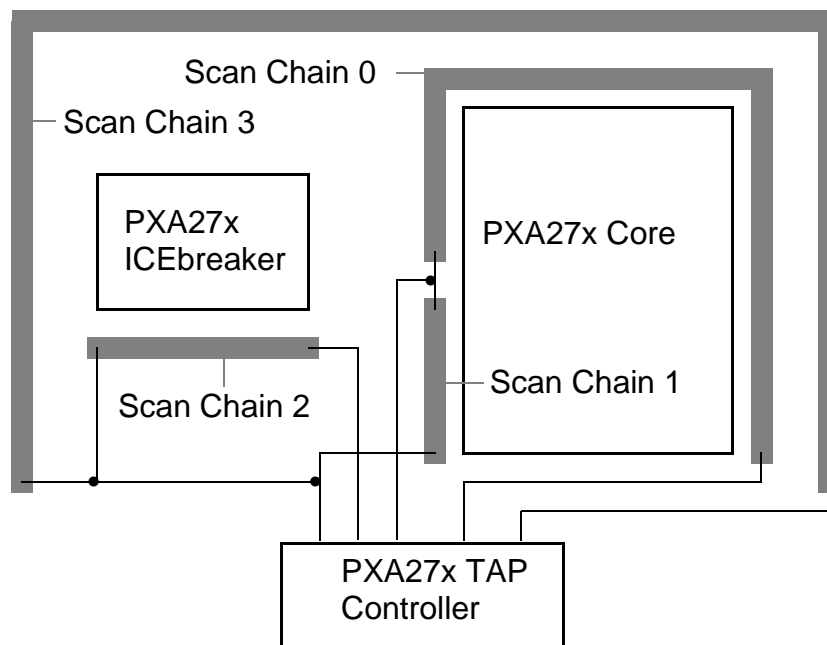 Scan Chain 0
Scan Chain 3
PXA27x
ICEbreaker
PXA27x Core
Scan Chain 1
Scan Chain 2
PXA27x TAP
Controller